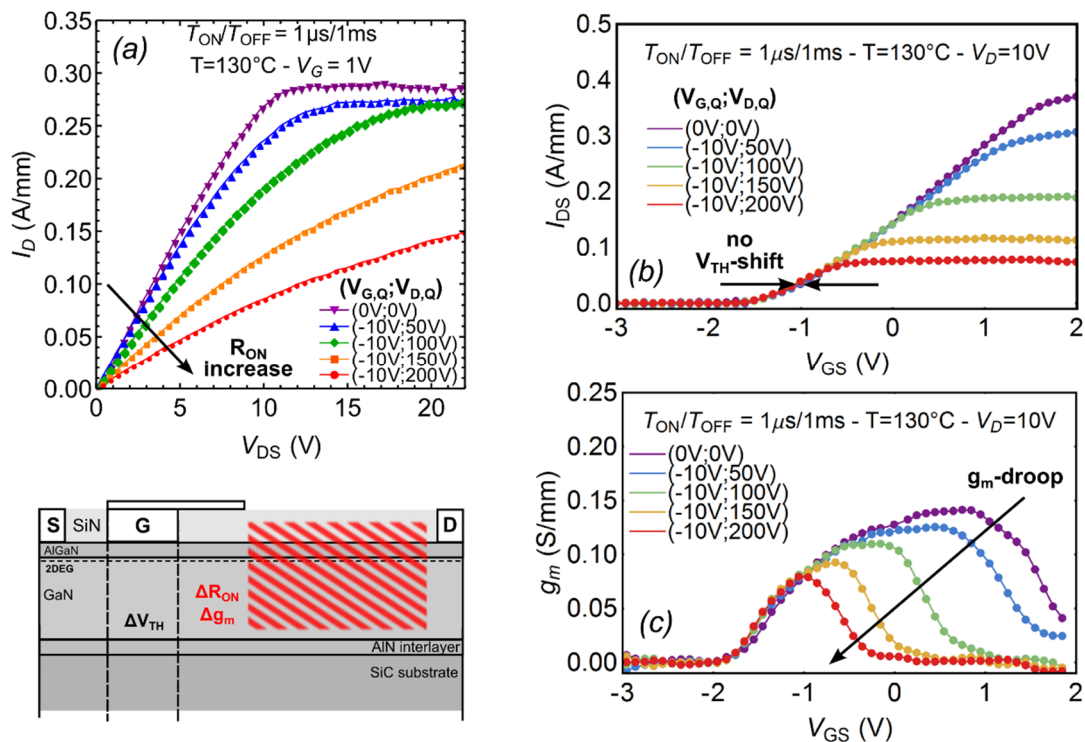 (a)
T_ON/T_OFF = 1μs/1ms
T=130°C - V_G = 1V
0.35
0.30
0.25
0.20
0.15
0.10
0.05
0.00
I_D (A/mm)
R_ON
increase
(V_G,Q;V_D,Q)
(0V;0V)
(-10V;50V)
(-10V;100V)
(-10V;150V)
(-10V;200V)
0 5 10 15 20
V_DS (V)
T_ON/T_OFF = 1μs/1ms - T=130°C - V_D=10V
(V_G,Q;V_D,Q)
(0V;0V)
(-10V;50V)
(-10V;100V)
(-10V;150V)
(-10V;200V)
0.5
0.4
0.3
0.2
0.1
0.0
I_DS (A/mm)
(b)
no
V_TH-shift
-3 -2 -1 0 1 2
V_GS (V)
S
SiN
G
D
AlGaN
2DEG
GaN
ΔV_TH
ΔR_ON
Δg_m
AlN interlayer
SiC substrate
T_ON/T_OFF = 1μs/1ms - T=130°C - V_D=10V
(0V;0V)
(-10V;50V)
(-10V;100V)
(-10V;150V)
(-10V;200V)
g_m-droop
0.20
0.15
0.10
0.05
0.00
g_m (S/mm)
(c)
-3 -2 -1 0 1 2
V_GS (V)